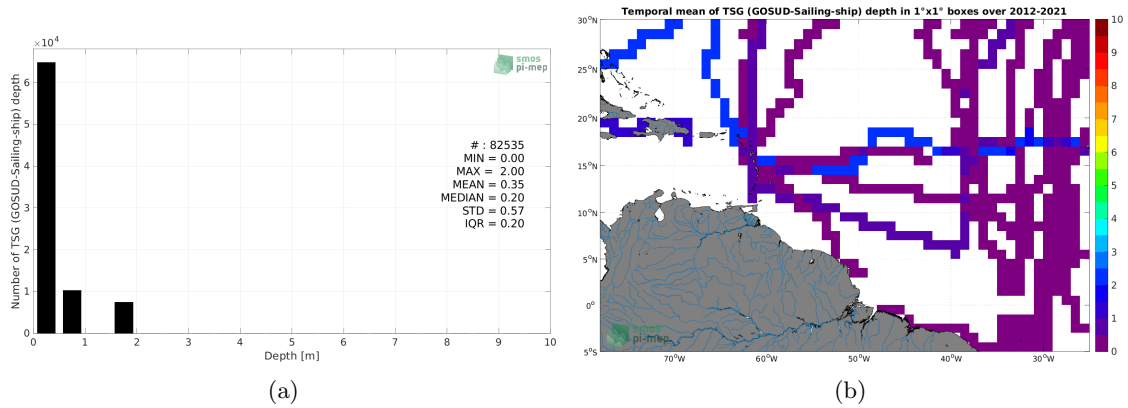 ×10⁴
6
5
4
3
2
1
0
Number of TSG (GOSUD-Sailing-ship) depth
smos
pi-mep
# : 82535
MIN = 0.00
MAX = 2.00
MEAN = 0.35
MEDIAN = 0.20
STD = 0.57
IQR = 0.20
0 1 2 3 4 5 6 7 8 9 10
Depth [m]
(a)
Temporal mean of TSG (GOSUD-Sailing-ship) depth in 1°x1° boxes over 2012-2021
30°N
25°N
20°N
15°N
10°N
5°N
0°
5°S
smos
pi-mep
70°W 60°W 50°W 40°W 30°W
10
9
8
7
6
5
4
3
2
1
0
(b)